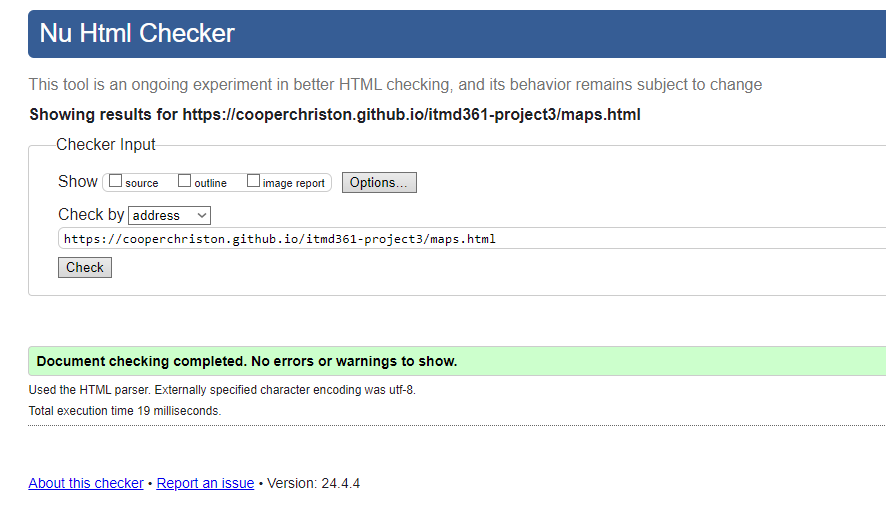 Nu Html Checker
This tool is an ongoing experiment in better HTML checking, and its behavior remains subject to change
Showing results for https://cooperchriston.github.io/itmd361-project3/maps.html
Checker Input
Show source outline image report Options...
Check by address
https://cooperchriston.github.io/itmd361-project3/maps.html
Check
Document checking completed. No errors or warnings to show.
Used the HTML parser. Externally specified character encoding was utf-8.
Total execution time 19 milliseconds.
About this checker • Report an issue • Version: 24.4.4